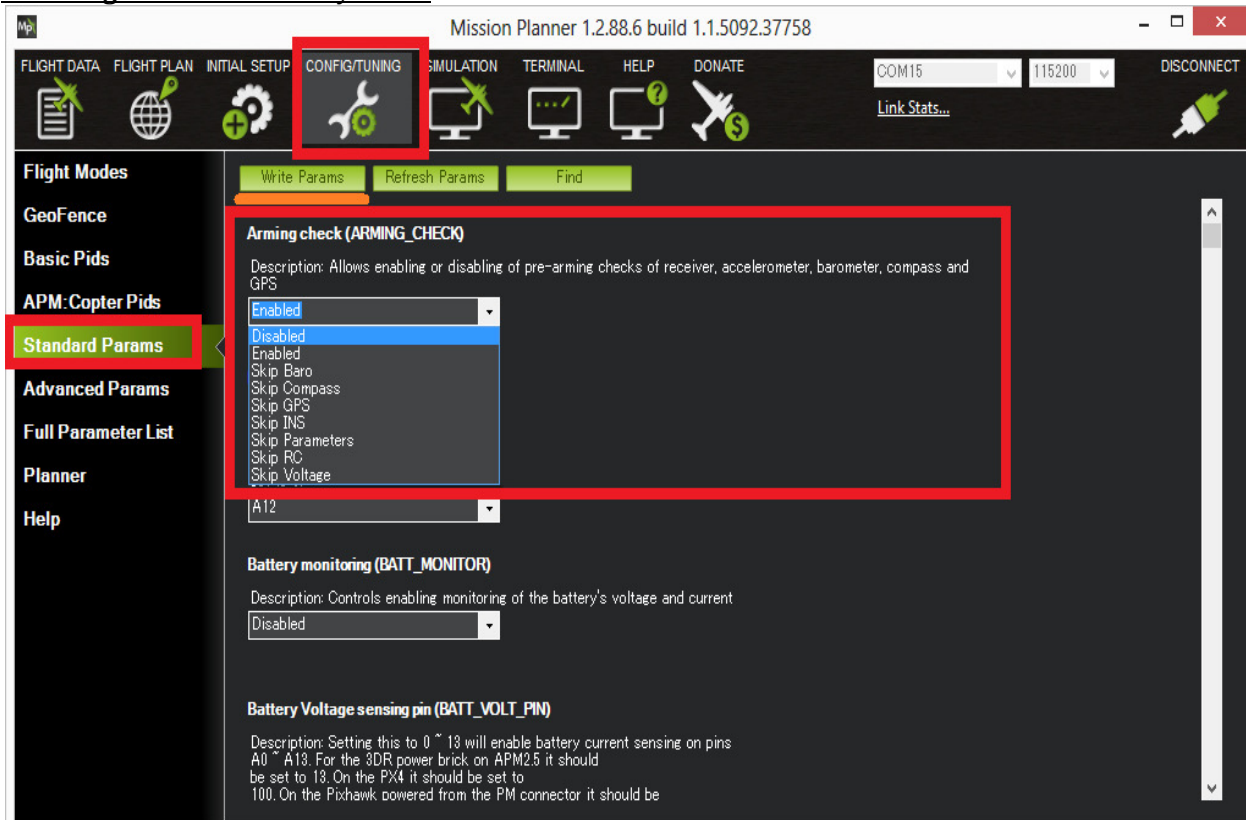 Mp
Mission Planner 1.2.88.6 build 1.1.5092.37758
FLIGHT DATA FLIGHT PLAN INITIAL SETUP CONFIG/TUNING SIMULATION TERMINAL HELP DONATE
COM15 115200 DISCONNECT
Link Stats...
Flight Modes
GeoFence
Basic Pids
APM:Copter Pids
Standard Params
Advanced Params
Full Parameter List
Planner
Help
Write Params Refresh Params Find
Arming check (ARMING_CHECK)
Description: Allows enabling or disabling of pre-arming checks of receiver, accelerometer, barometer, compass and
GPS
Enabled
Disabled
Enabled
Skip Baro
Skip Compass
Skip GPS
Skip INS
Skip Parameters
Skip RC
Skip Voltage
A12
Battery monitoring (BATT_MONITOR)
Description: Controls enabling monitoring of the battery's voltage and current
Disabled
Battery Voltage sensing pin (BATT_VOLT_PIN)
Description: Setting this to 0 ~ 13 will enable battery current sensing on pins
A0 ~ A13. For the 3DR power brick on APM2.5 it should
be set to 13. On the PX4 it should be set to
100. On the Pixhawk powered from the PM connector it should be